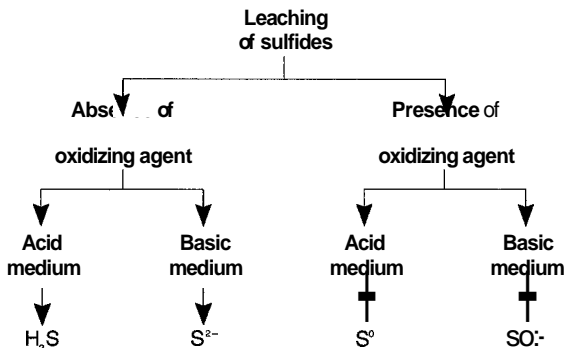 Leaching
of sulfides
of
Presence of
oxidizing agent
oxidizing agent
Acid
medium
Basic
medium
Acid
medium
Basic
medium
H₂S
S²⁻
S⁰